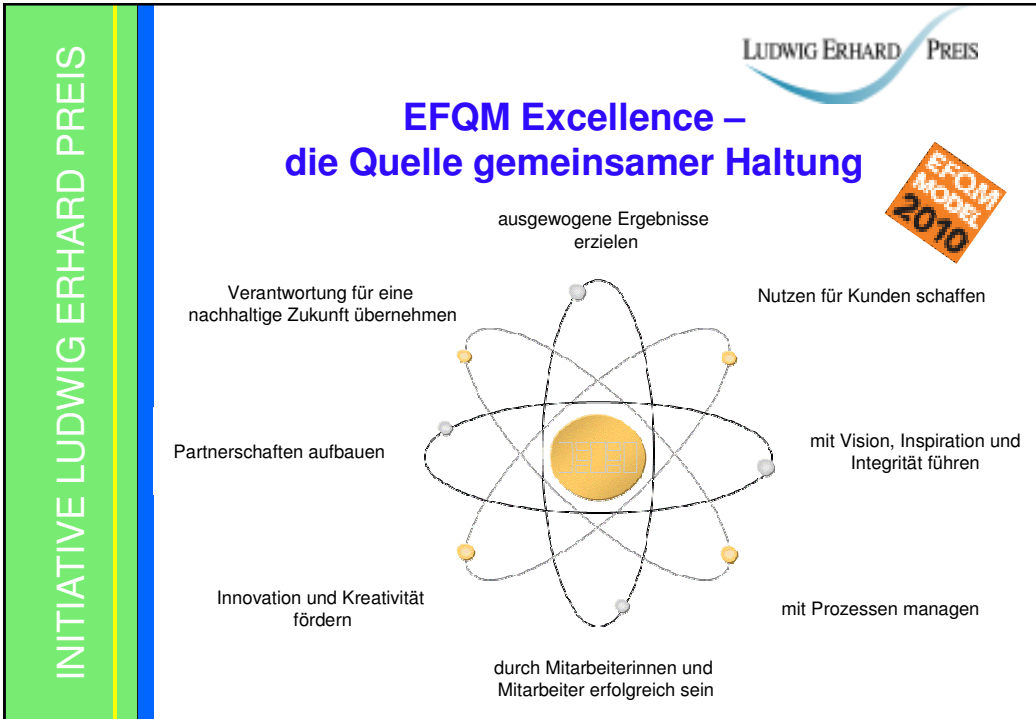 INITIATIVE LUDWIG ERHARD PREIS
LUDWIG ERHARD PREIS
EFQM Excellence –
die Quelle gemeinsamer Haltung
EFQM
MODEL
2010
ausgewogene Ergebnisse
erzielen
Verantwortung für eine
nachhaltige Zukunft übernehmen
Nutzen für Kunden schaffen
Partnerschaften aufbauen
mit Vision, Inspiration und
Integrität führen
Innovation und Kreativität
fördern
mit Prozessen managen
durch Mitarbeiterinnen und
Mitarbeiter erfolgreich sein